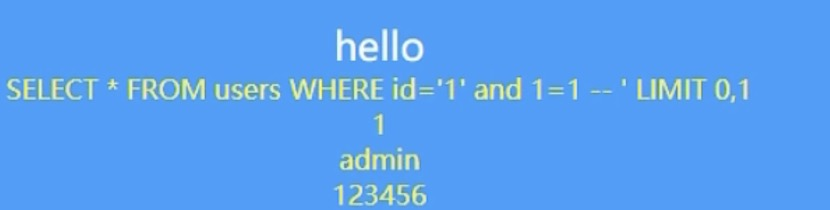 hello
SELECT * FROM users WHERE id='1' and 1=1 -- ' LIMIT 0,1
1
admin
123456